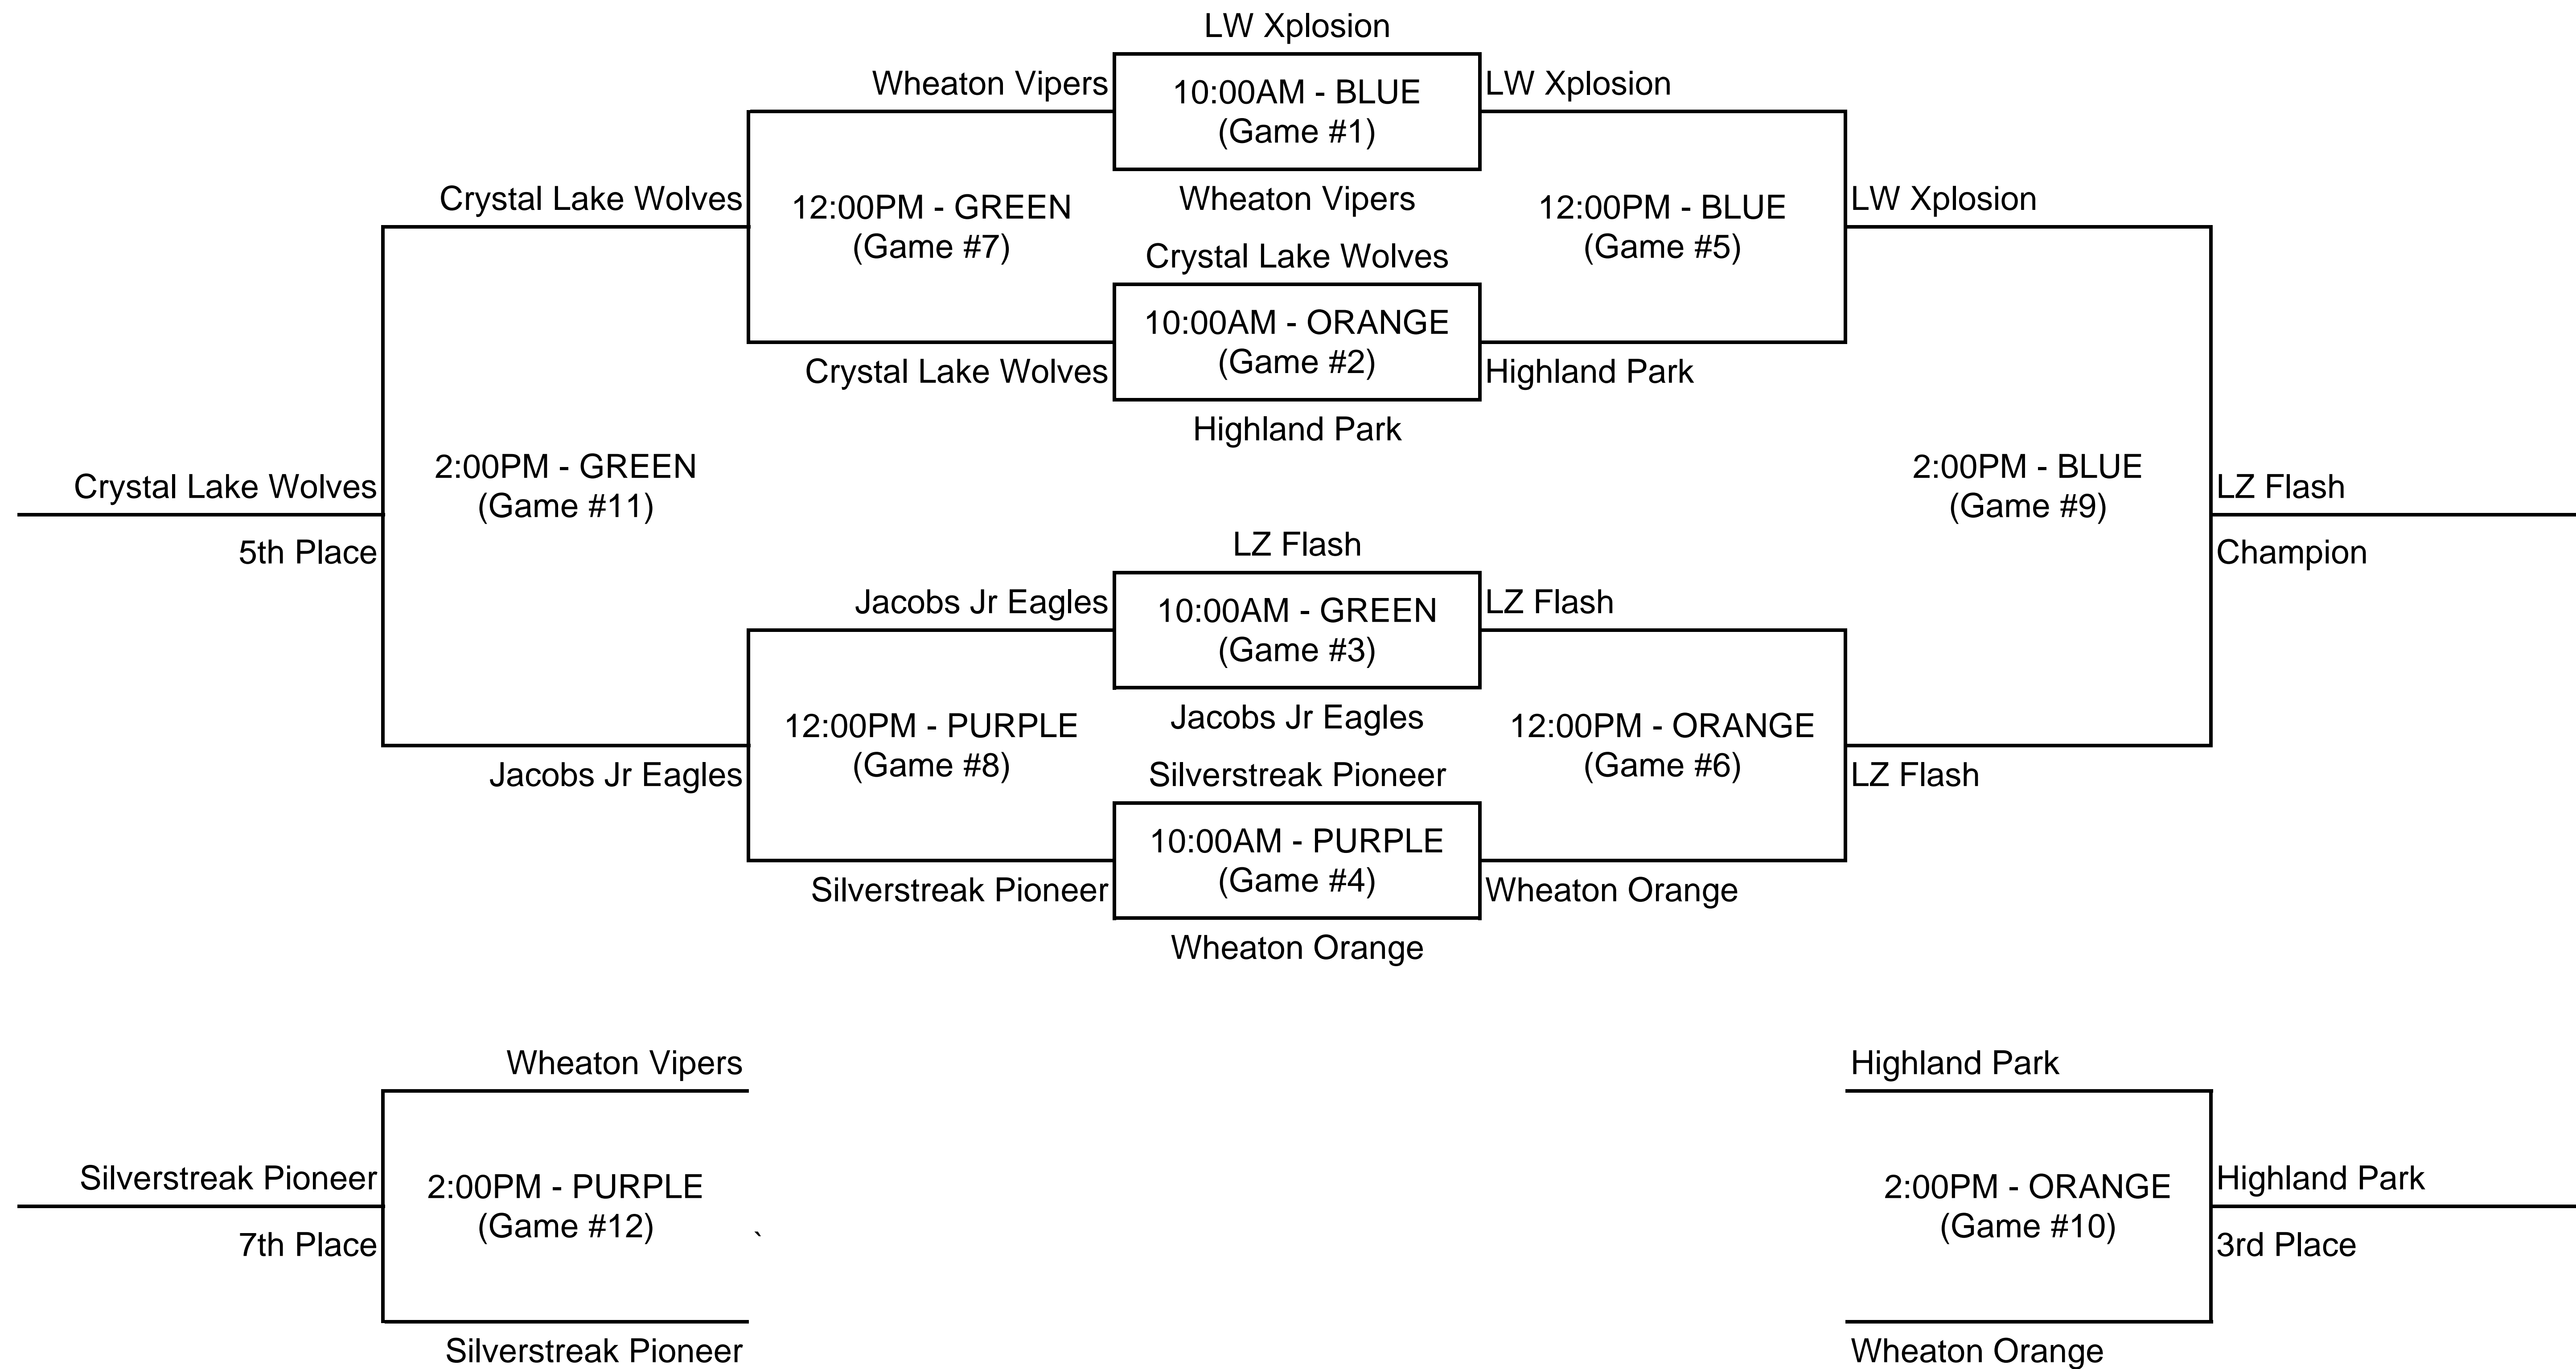 LW Xplosion
Wheaton Vipers
10:00AM - BLUE
(Game #1)
LW Xplosion
Crystal Lake Wolves
12:00PM - GREEN
(Game #7)
Wheaton Vipers
12:00PM - BLUE
(Game #5)
LW Xplosion
Crystal Lake Wolves
10:00AM - ORANGE
(Game #2)
Crystal Lake Wolves
Highland Park
Highland Park
Crystal Lake Wolves
5th Place
2:00PM - GREEN
(Game #11)
2:00PM - BLUE
(Game #9)
LZ Flash
Champion
LZ Flash
Jacobs Jr Eagles
10:00AM - GREEN
(Game #3)
LZ Flash
Jacobs Jr Eagles
12:00PM - PURPLE
(Game #8)
12:00PM - ORANGE
(Game #6)
Jacobs Jr Eagles
Silverstreak Pioneer
LZ Flash
10:00AM - PURPLE
(Game #4)
Silverstreak Pioneer
Wheaton Orange
Wheaton Orange
Wheaton Vipers
Highland Park
Silverstreak Pioneer
7th Place
2:00PM - PURPLE
(Game #12)
`
2:00PM - ORANGE
(Game #10)
Highland Park
3rd Place
Silverstreak Pioneer
Wheaton Orange